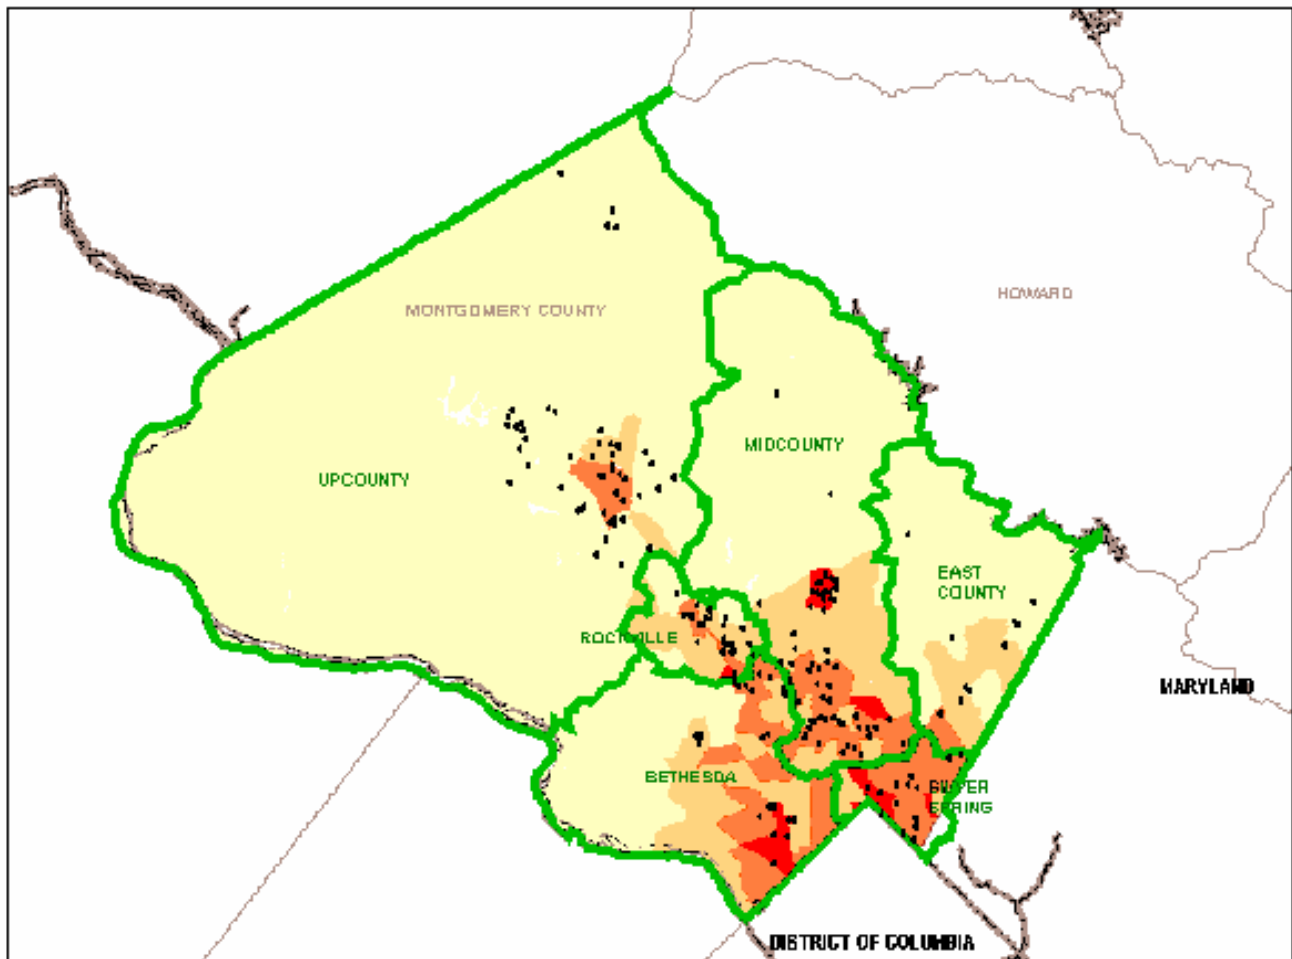 HOWARD
MONTGOMERY COUNTY
MIDCOUNTY
UPCOUNTY
EAST
COUNTY
ROCKVILLE
MARYLAND
BETHESDA
SILVER
SPRING
DISTRICT OF COLUMBIA